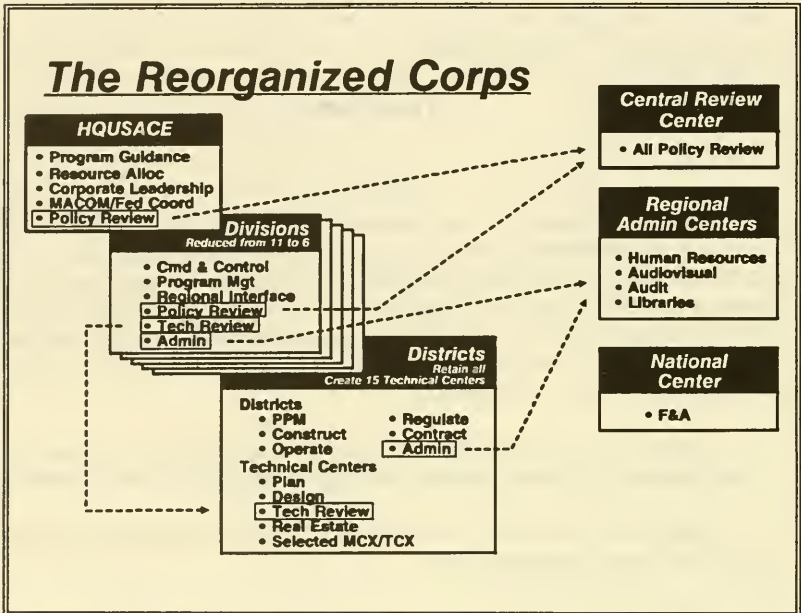 The Reorganized Corps
HQUSACE
• Program Guidance
• Resource Alloc
• Corporate Leadership
• MACOM/Fed Coord
• Policy Review
Divisions
Reduced from 11 to 6
• Cmd & Control
• Program Mgt
• Regional Interface
• Policy Review
• Tech Review
• Admin
Districts
Retain all
Create 15 Technical Centers
Districts
• PPM
• Construct
• Operate
• Regulate
• Contract
• Admin
Technical Centers
• Plan
• Design
• Tech Review
• Real Estate
• Selected MCX/TCX
Central Review
Center
• All Policy Review
Regional
Admin Centers
• Human Resources
• Audiovisual
• Audit
• Libraries
National
Center
• F&A